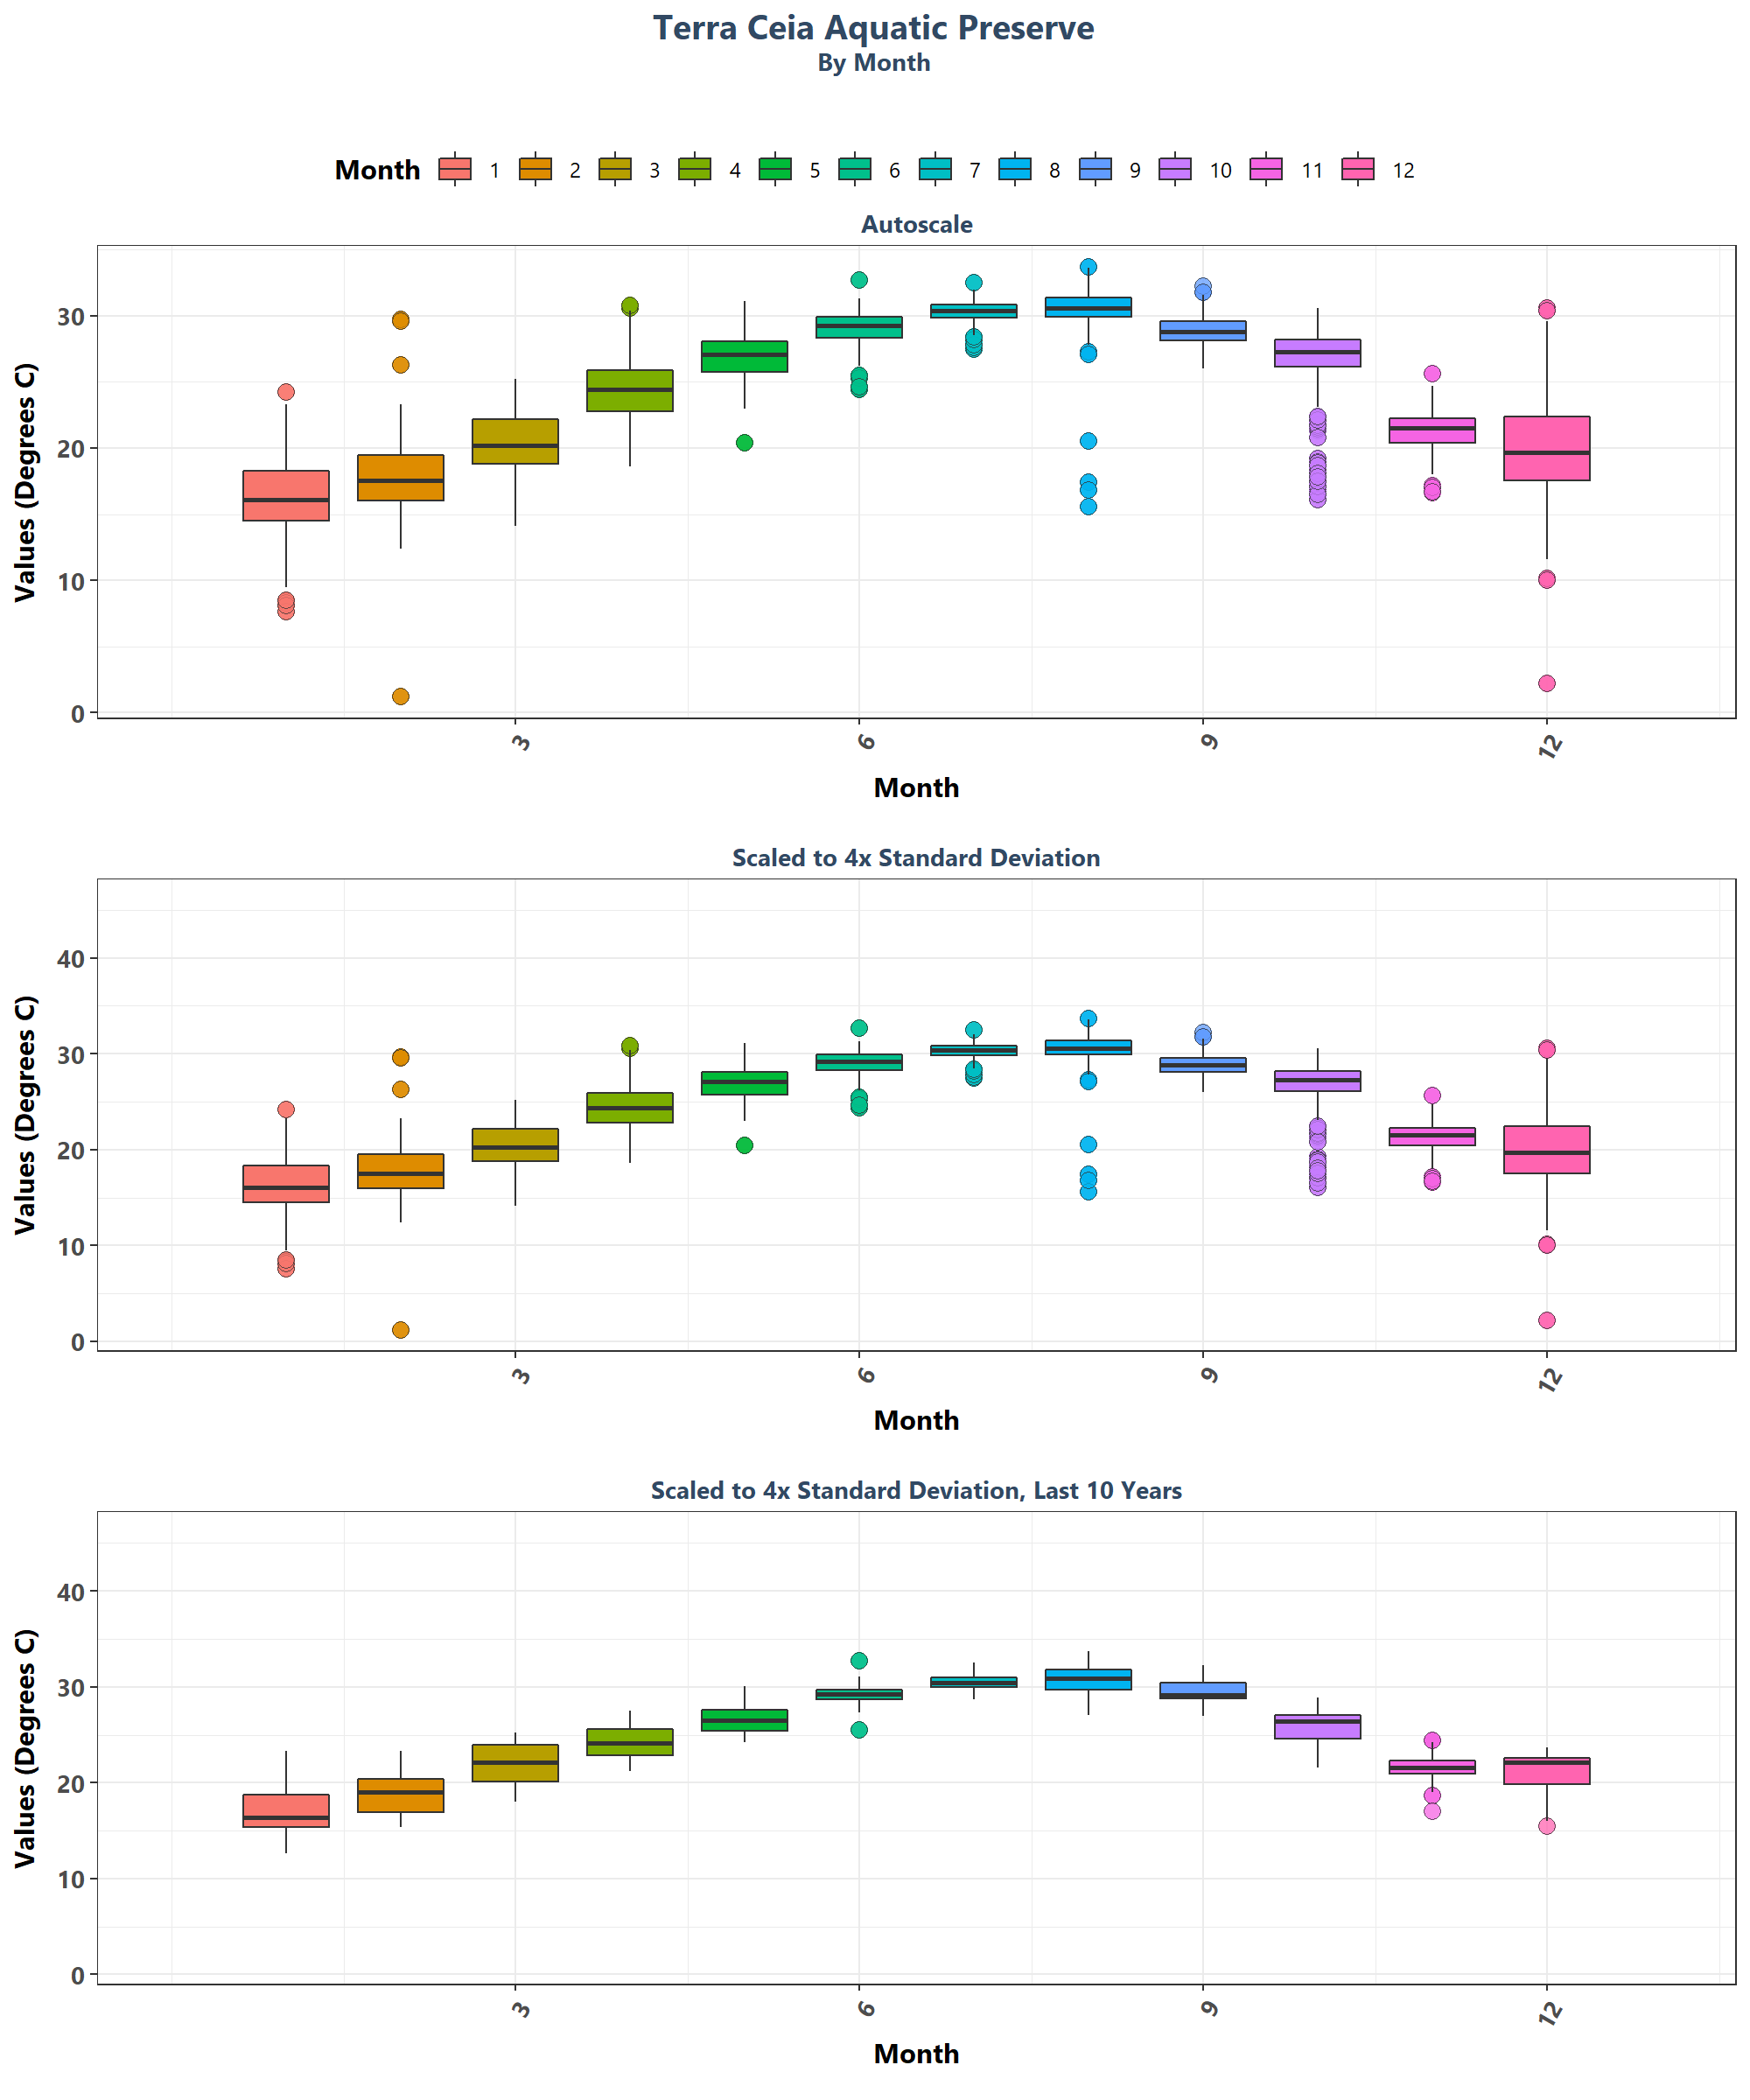 Terra Ceia Aquatic Preserve
By Month
Month 1 2 3 4 5 6 7 8 9 10 11 12
Autoscale
Values (Degrees C)
30
20
10
0
3 6 9 12
Month
Scaled to 4x Standard Deviation
Values (Degrees C)
40
30
20
10
0
3 6 9 12
Month
Scaled to 4x Standard Deviation, Last 10 Years
Values (Degrees C)
40
30
20
10
0
3 6 9 12
Month